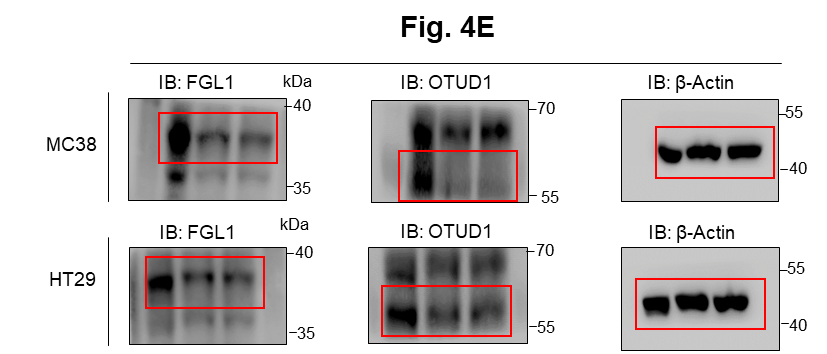 Fig. 4E
IB: FGL1 kDa IB: OTUD1 IB: β-Actin
MC38
–40
–35
–70
–55
–55
–40
IB: FGL1 kDa IB: OTUD1 IB: β-Actin
HT29
–40
–35
–70
–55
–55
–40